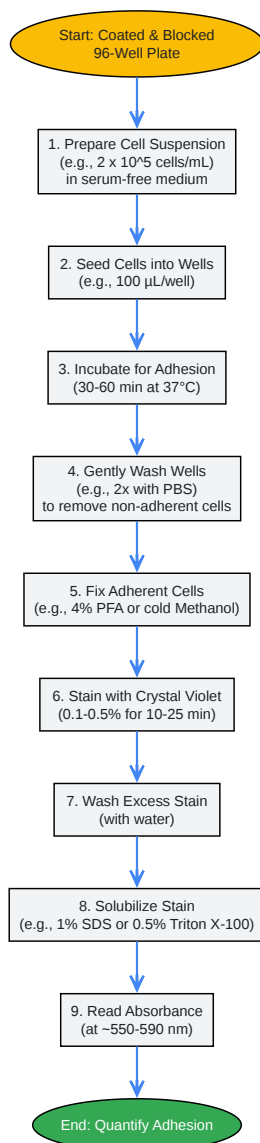 Start: Coated & Blocked
96-Well Plate
1. Prepare Cell Suspension
(e.g., 2 x 10^5 cells/mL)
in serum-free medium
2. Seed Cells into Wells
(e.g., 100 µL/well)
3. Incubate for Adhesion
(30-60 min at 37°C)
4. Gently Wash Wells
(e.g., 2x with PBS)
to remove non-adherent cells
5. Fix Adherent Cells
(e.g., 4% PFA or cold Methanol)
6. Stain with Crystal Violet
(0.1-0.5% for 10-25 min)
7. Wash Excess Stain
(with water)
8. Solubilize Stain
(e.g., 1% SDS or 0.5% Triton X-100)
9. Read Absorbance
(at ~550-590 nm)
End: Quantify Adhesion